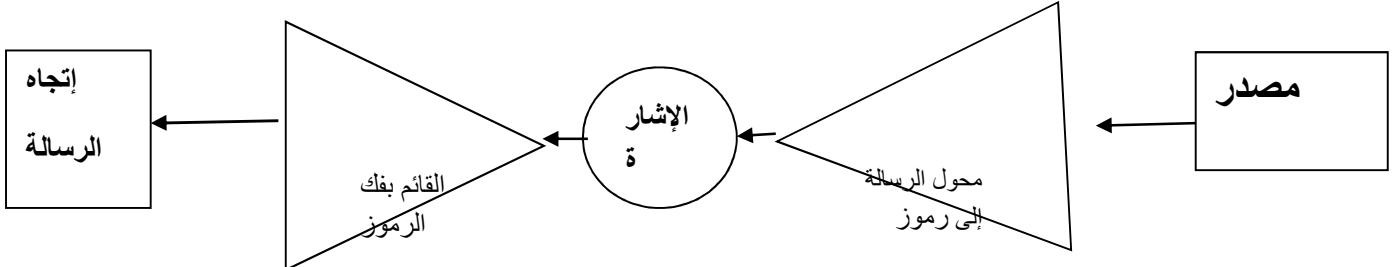 مصدر
محول الرسالة
إلى رموز
الإشار
ة
القائم بفك
الرموز
إتجاه
الرسالة